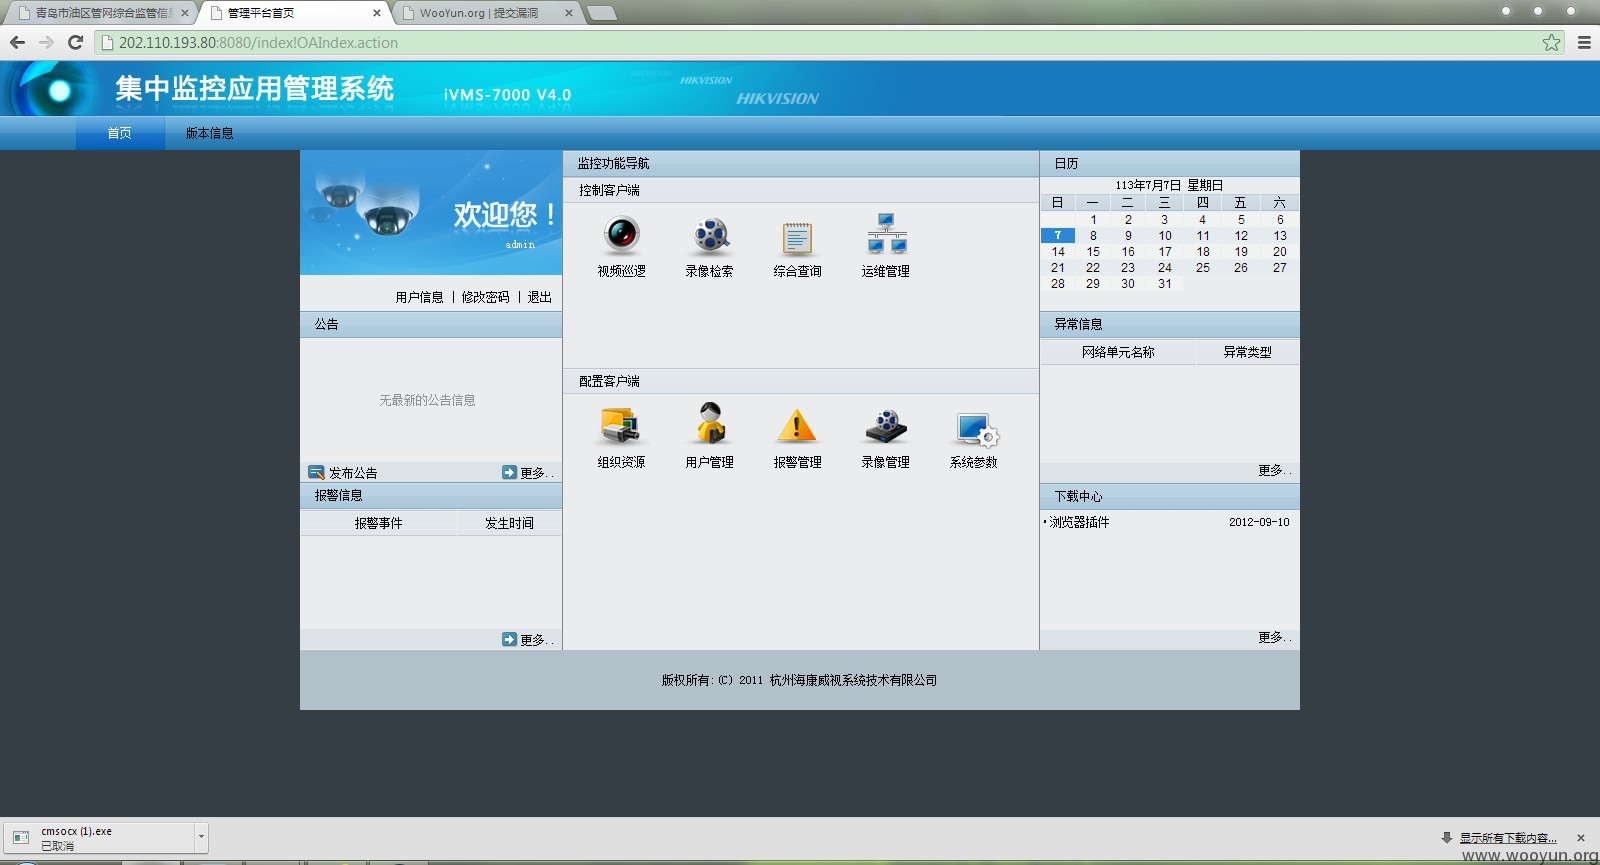 青岛市油区管网综合监管信息
管理平台首页
WooYun.org | 提交漏洞
202.110.193.80:8080/index!OAIndex.action
集中监控应用管理系统
iVMS-7000 V4.0
HIKVISION
HIKVISION
首页
版本信息
欢迎您！
admin
用户信息 | 修改密码 | 退出
公告
无最新的公告信息
发布公告
更多..
报警信息
报警事件 发生时间
更多..
监控功能导航
控制客户端
视频巡逻 录像检索 综合查询 运维管理
配置客户端
组织资源 用户管理 报警管理 录像管理 系统参数
日历
113年7月7日 星期日
日 一 二 三 四 五 六
1 2 3 4 5 6
7 8 9 10 11 12 13
14 15 16 17 18 19 20
21 22 23 24 25 26 27
28 29 30 31
异常信息
网络单元名称 异常类型
更多..
下载中心
·浏览器插件 2012-09-10
更多..
版权所有:(C) 2011 杭州海康威视系统技术有限公司
cmsocx (1).exe
已取消
显示所有下载内容...
www.wooyun.org